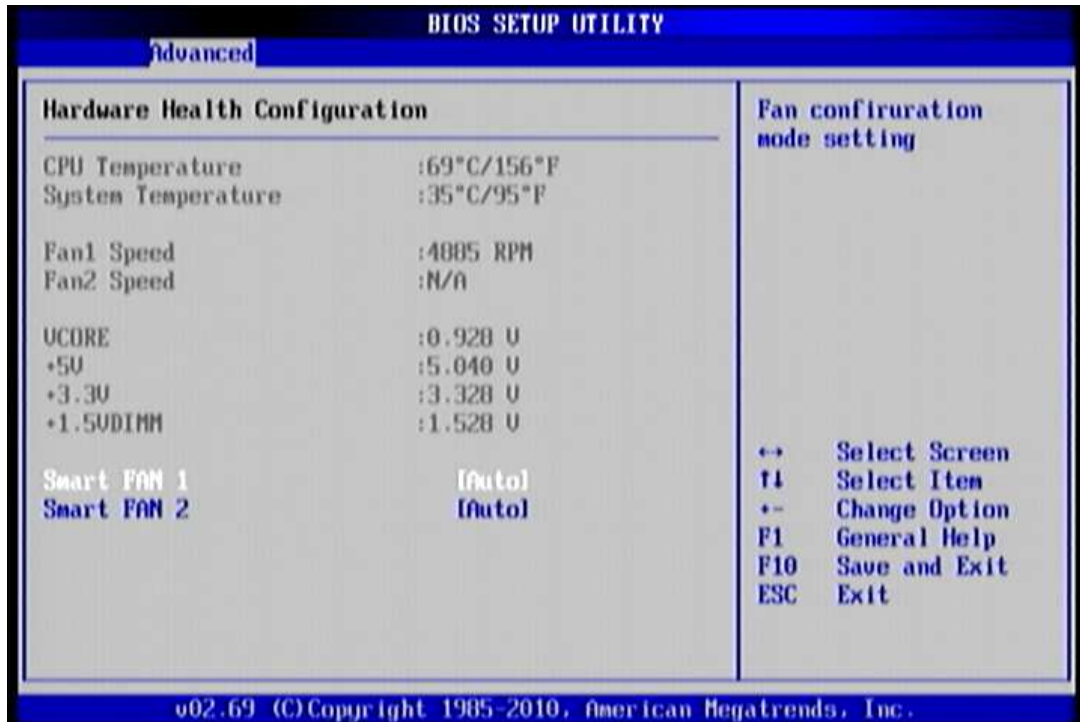 BIOS SETUP UTILITY
Advanced
Hardware Health Configuration
CPU Temperature :69°C/156°F
System Temperature :35°C/95°F
Fan1 Speed :4885 RPM
Fan2 Speed :N/A
VCORE :0.928 V
+5V :5.040 V
+3.3V :3.328 V
+1.5VDIMM :1.528 V
Smart FAN 1 [Auto]
Smart FAN 2 [Auto]
Fan confiruration
mode setting
↔ Select Screen
↑↓ Select Item
+- Change Option
F1 General Help
F10 Save and Exit
ESC Exit
v02.69 (C)Copyright 1985-2010, American Megatrends, Inc.